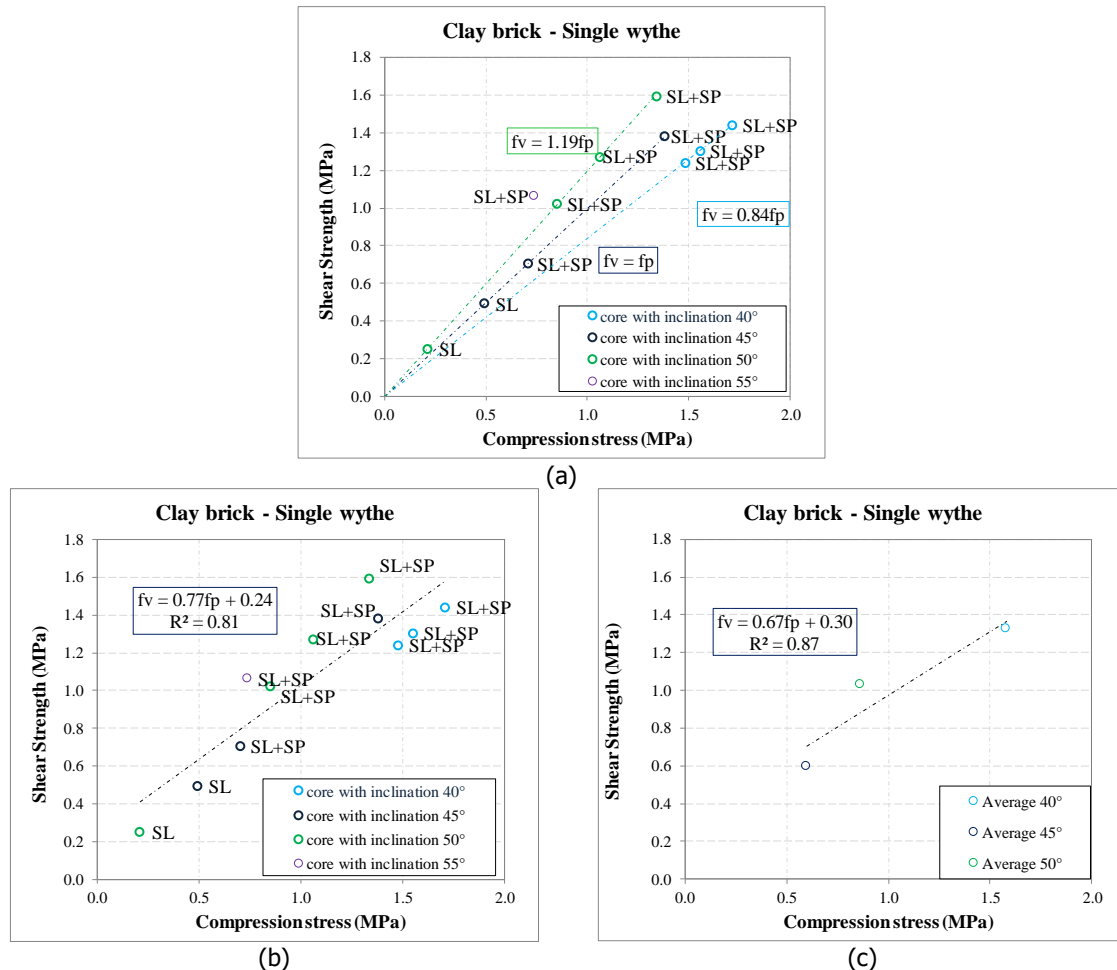 Clay brick - Single wythe
1.8
1.6
1.4
1.2
1.0
0.8
0.6
0.4
0.2
0.0
Shear Strength (MPa)
SL+SP
SL+SP
SL+SP
fv = 1.19fp
SL+SP
SL+SP
SL+SP
SL+SP
SL+SP
fv = 0.84fp
SL+SP
fv = fp
SL
SL
core with inclination 40°
core with inclination 45°
core with inclination 50°
core with inclination 55°
0.0 0.5 1.0 1.5 2.0
Compression stress (MPa)
(a)
Clay brick - Single wythe
1.8
1.6
1.4
1.2
1.0
0.8
0.6
0.4
0.2
0.0
Shear Strength (MPa)
SL+SP
fv = 0.77fp + 0.24
R² = 0.81
SL+SP
SL+SP
SL+SP
SL+SP
SL+SP
SL+SP
SL+SP
SL+SP
SL
SL
core with inclination 40°
core with inclination 45°
core with inclination 50°
core with inclination 55°
0.0 0.5 1.0 1.5 2.0
Compression stress (MPa)
(b)
Clay brick - Single wythe
1.8
1.6
1.4
1.2
1.0
0.8
0.6
0.4
0.2
0.0
Shear Strength (MPa)
fv = 0.67fp + 0.30
R² = 0.87
Average 40°
Average 45°
Average 50°
0.0 0.5 1.0 1.5 2.0
Compression stress (MPa)
(c)